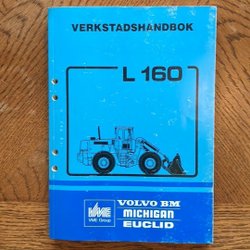 VERKSTADSHANDBOK
L 160
VME
VME Group
VOLVO BM
MICHIGAN
EUCLID